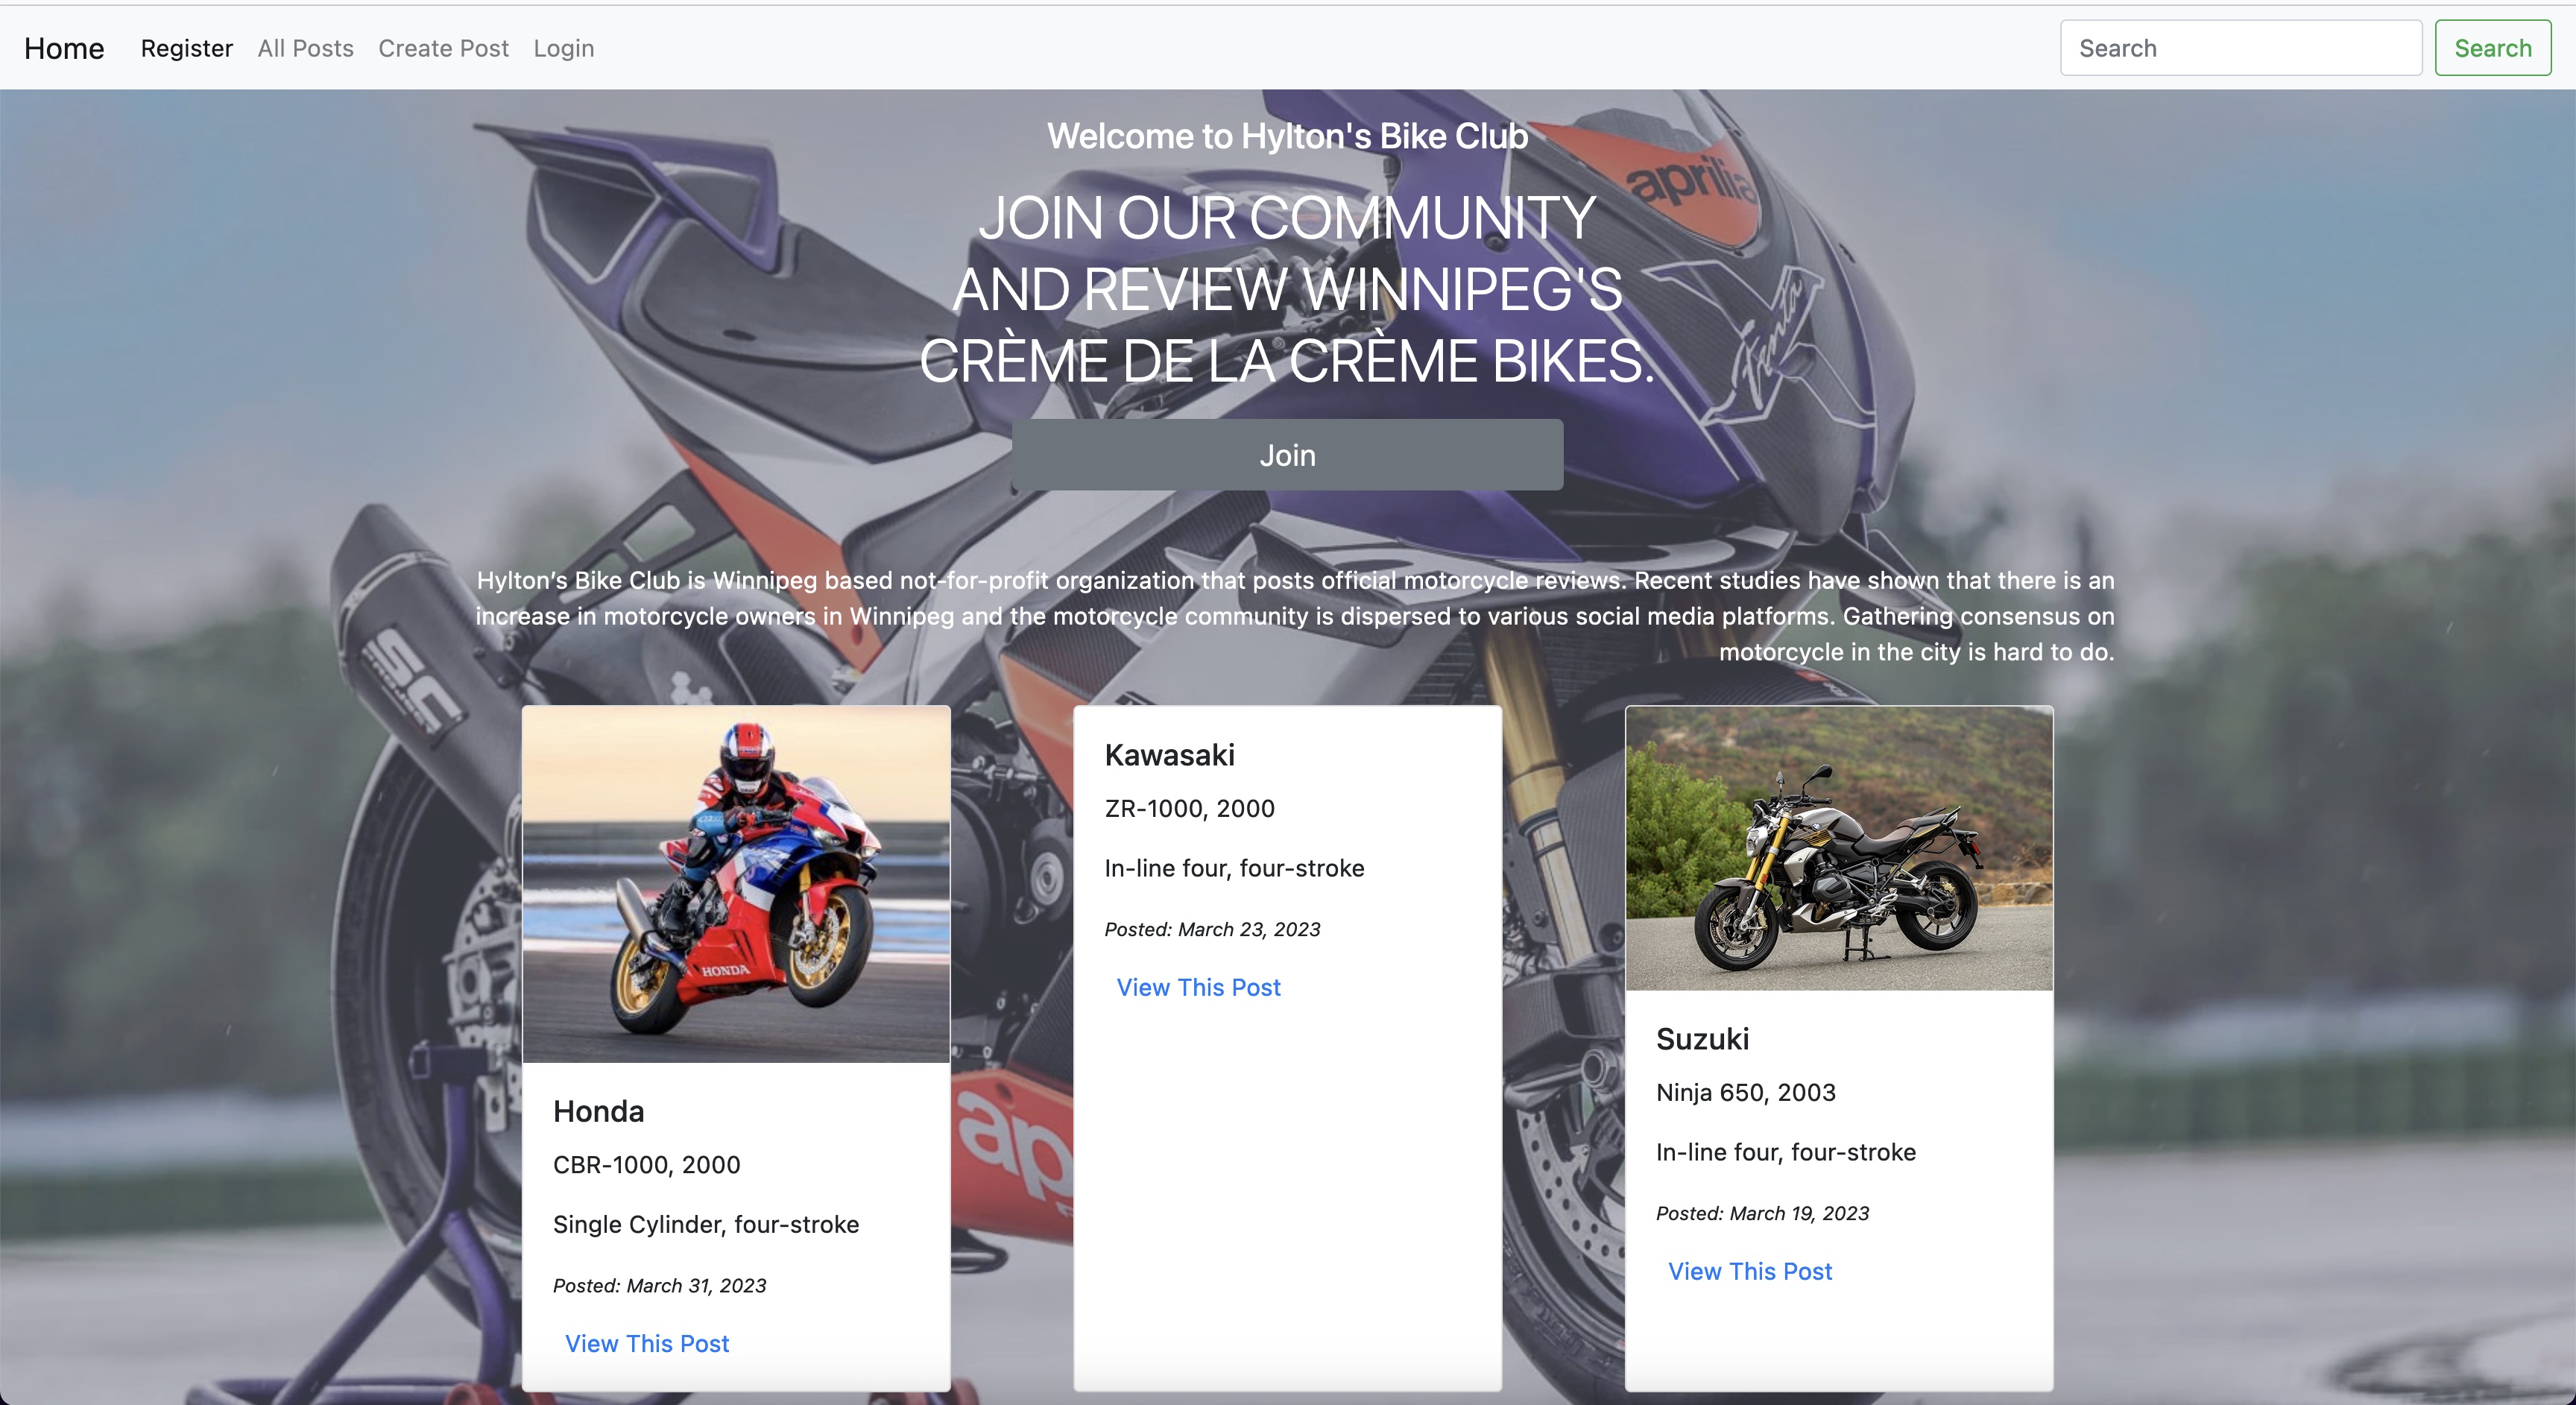 Home Register All Posts Create Post Login Search Search
Welcome to Hylton's Bike Club
JOIN OUR COMMUNITY
AND REVIEW WINNIPEG'S
CRÈME DE LA CRÈME BIKES.
Join
aprilia
Hylton’s Bike Club is Winnipeg based not-for-profit organization that posts official motorcycle reviews. Recent studies have shown that there is an
increase in motorcycle owners in Winnipeg and the motorcycle community is dispersed to various social media platforms. Gathering consensus on
motorcycle in the city is hard to do.
SC
HONDA
Honda
CBR-1000, 2000
Single Cylinder, four-stroke
Posted: March 31, 2023
View This Post
ap
Kawasaki
ZR-1000, 2000
In-line four, four-stroke
Posted: March 23, 2023
View This Post
Suzuki
Ninja 650, 2003
In-line four, four-stroke
Posted: March 19, 2023
View This Post